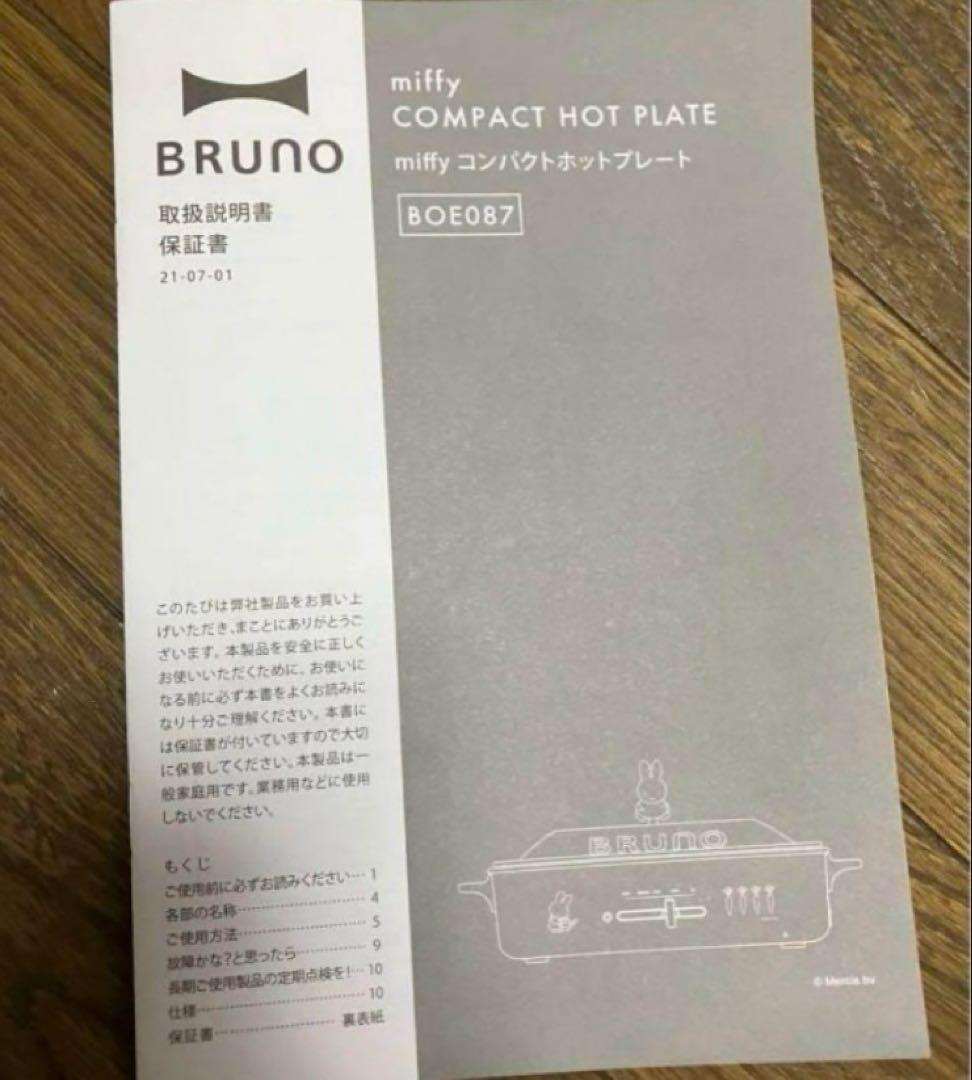 BRUNO
取扱説明書
保証書
21-07-01
miffy
COMPACT HOT PLATE
miffy コンパクトホットプレート
BOE087
このたびは弊社製品をお買い上
げいただき、まことにありがとうご
ざいます。本製品を安全に正しく
お使いいただくために。お使いに
なる前に必ず本書をよくお読みに
なり十分ご理解ください。本書に
は保証書が付いていますので大切
に保管してください。本製品は一
般家庭用です。業務用などに使用
しないでください。
もくじ
ご使用前に必ずお読みください… 1
各部の名称………………… 4
ご使用方法………………… 5
故障かな?と思ったら………… 9
長期ご使用製品の定期点検を!… 10
仕様……………………… 10
保証書………………… 裏表紙
BRUNO
© Mercis bv